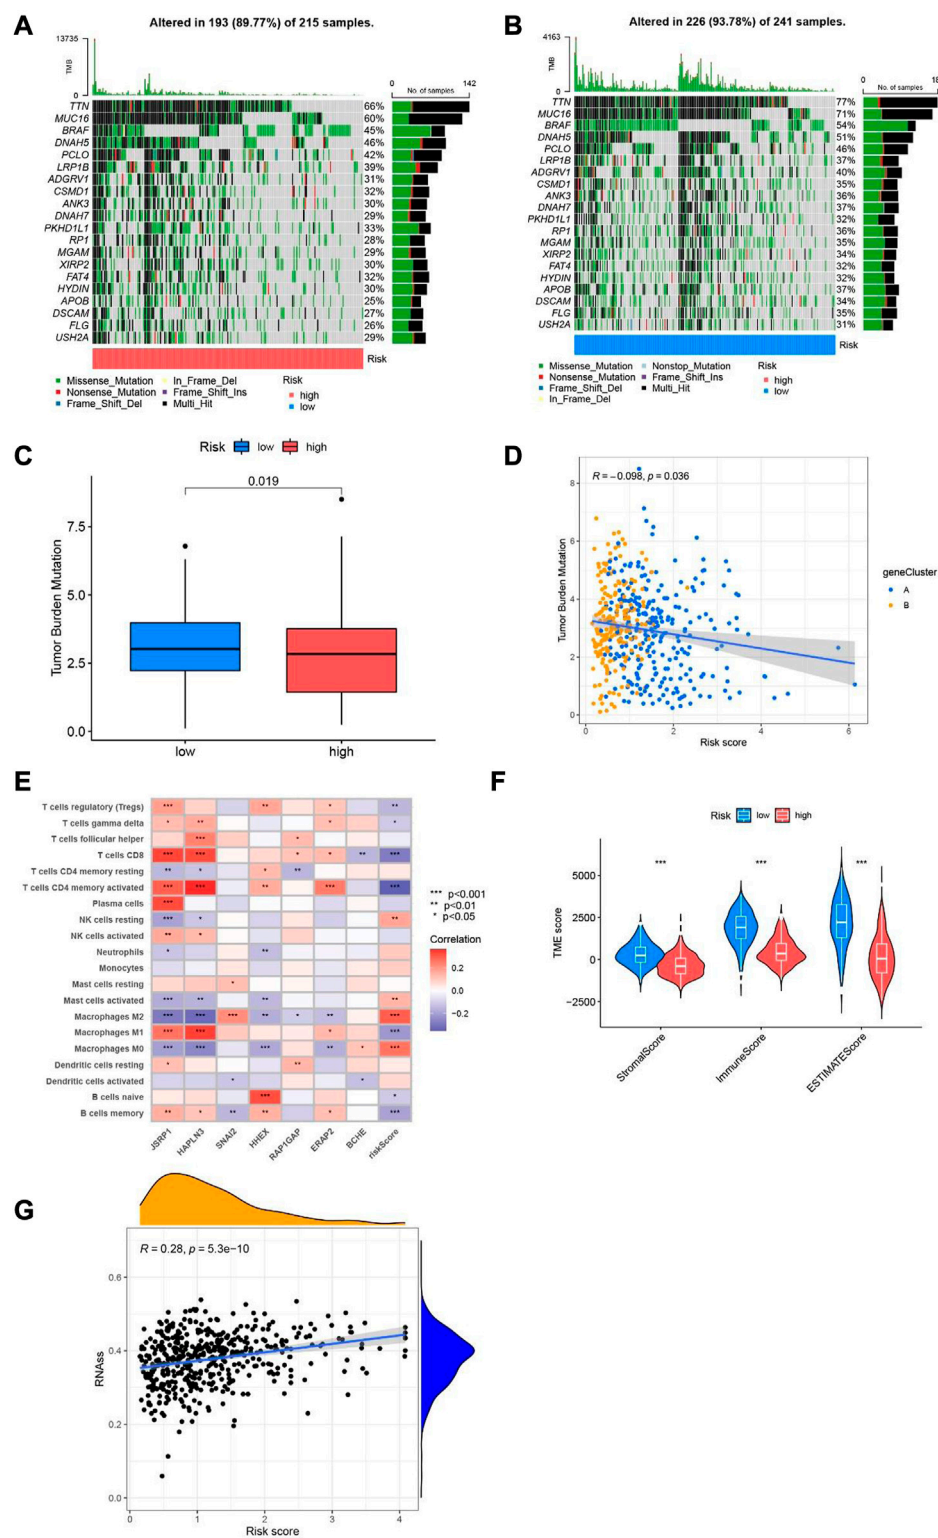 A
Altered in 193 (89.77%) of 215 samples.
13735
TMB
0
0 142
No. of samples
TTN 66%
MUC16 60%
BRAF 45%
DNAH5 46%
PCLO 42%
LRP1B 39%
ADGRV1 31%
CSMD1 32%
ANK3 30%
DNAH7 29%
PKHD1L1 33%
RP1 28%
MGAM 29%
XIRP2 30%
FAT4 32%
HYDIN 30%
APOB 25%
DSCAM 27%
FLG 26%
USH2A 29%
Risk
Missense_Mutation In_Frame_Del Risk
Nonsense_Mutation Frame_Shift_Ins high
Frame_Shift_Del Multi_Hit low
B
Altered in 226 (93.78%) of 241 samples.
4163
TMB
0
0 18
No. of samples
TTN 77%
MUC16 71%
BRAF 54%
DNAH5 51%
PCLO 46%
LRP1B 37%
ADGRV1 40%
CSMD1 35%
ANK3 36%
DNAH7 37%
PKHD1L1 32%
RP1 36%
MGAM 35%
XIRP2 34%
FAT4 32%
HYDIN 32%
APOB 37%
DSCAM 34%
FLG 35%
USH2A 31%
Risk
Missense_Mutation Nonstop_Mutation Risk
Nonsense_Mutation Frame_Shift_Ins high
Frame_Shift_Del Multi_Hit low
In_Frame_Del
C
Risk low high
0.019
Tumor Burden Mutation
7.5
5.0
2.5
0.0
low high
D
R = −0.098, p = 0.036
Tumor Burden Mutation
8
6
4
2
0
0 2 4 6
Risk score
geneCluster
A
B
E
T cells regulatory (Tregs) *** ** * **
T cells gamma delta * ** * *
T cells follicular helper *** *
T cells CD8 *** *** * * ** ***
T cells CD4 memory resting ** * * **
T cells CD4 memory activated *** *** ** *** ***
Plasma cells ***
NK cells resting *** * **
NK cells activated ** *
Neutrophils * **
Monocytes
Mast cells resting *
Mast cells activated *** ** ** **
Macrophages M2 *** *** *** ** * ** ***
Macrophages M1 *** *** * ***
Macrophages M0 *** *** *** ** * ***
Dendritic cells resting * **
Dendritic cells activated * *
B cells naive *** *
B cells memory ** * ** ** * ***
JSRP1 HAPLN3 SNAI2 HHEX RAP1GAP ERAP2 BCHE riskScore
*** p<0.001
** p<0.01
* p<0.05
Correlation
0.2
0.0
−0.2
F
Risk low high
*** *** ***
TME score
5000
2500
0
−2500
StromalScore ImmuneScore ESTIMATEScore
G
R = 0.28, p = 5.3e−10
RNAss
0.6
0.4
0.2
0.0
0 1 2 3 4
Risk score